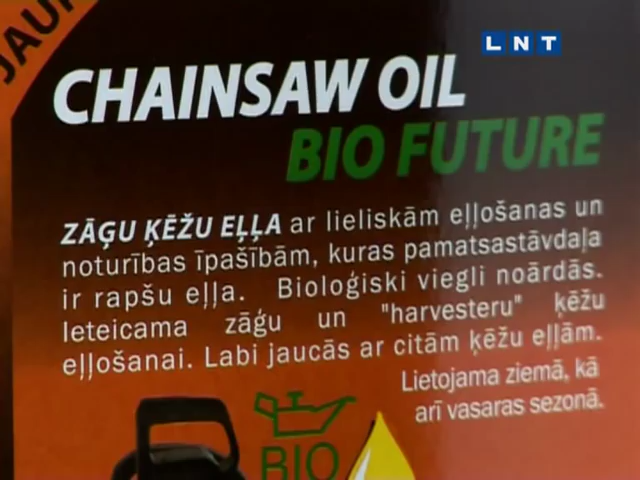 JAUN
LNT
CHAINSAW OIL
BIO FUTURE
ZĀĢU ĶĒŽU EĻĻA ar lieliskām eļļošanas un
noturības īpašībām, kuras pamatsastāvdaļa
ir rapšu eļļa. Bioloģiski viegli noārdās.
Ieteicama zāģu un "harvesteru" ķēžu
eļļošanai. Labi jaucās ar citām ķēžu eļļām.
Lietojama ziemā, kā
arī vasaras sezonā.
BIO